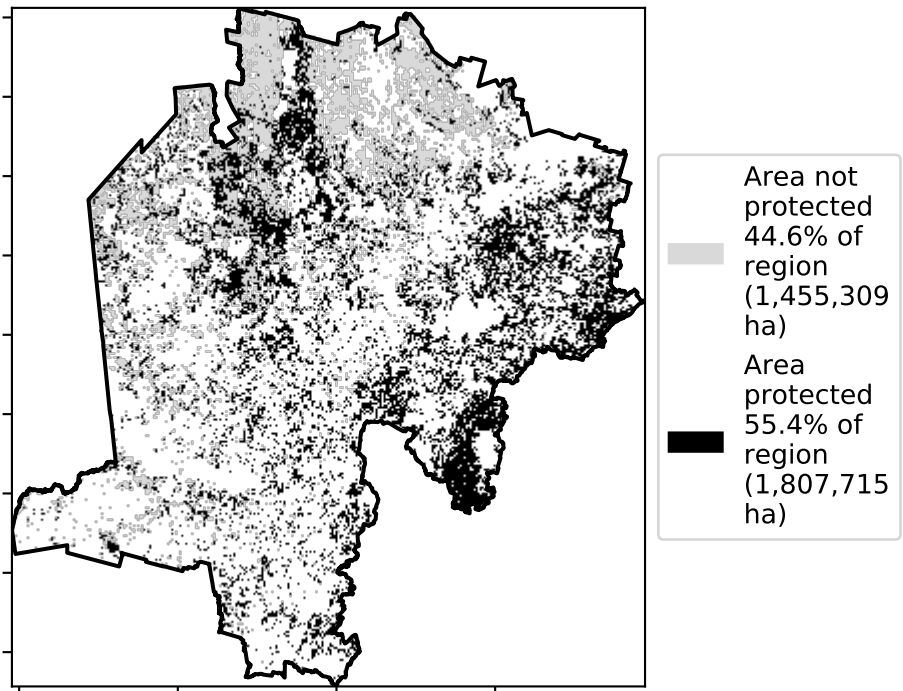 Area not
protected
44.6% of
region
(1,455,309
ha)
Area
protected
55.4% of
region
(1,807,715
ha)